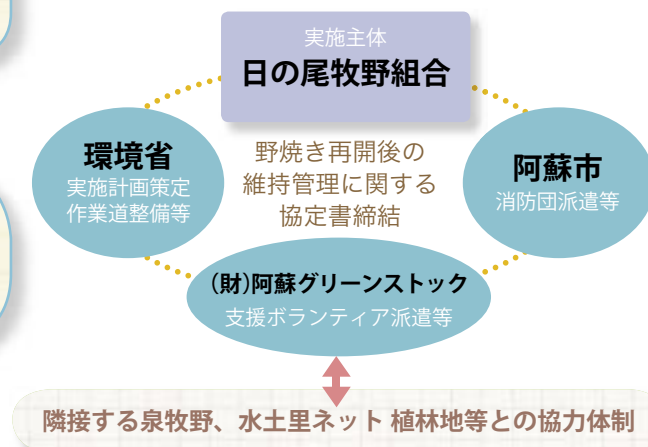 実施主体
日の尾牧野組合
環境省
実施計画策定
作業道整備等
野焼き再開後の
維持管理に関する
協定書締結
阿蘇市
消防団派遣等
(財)阿蘇グリーンストック
支援ボランティア派遣等
隣接する泉牧野、水土里ネット 植林地等との協力体制